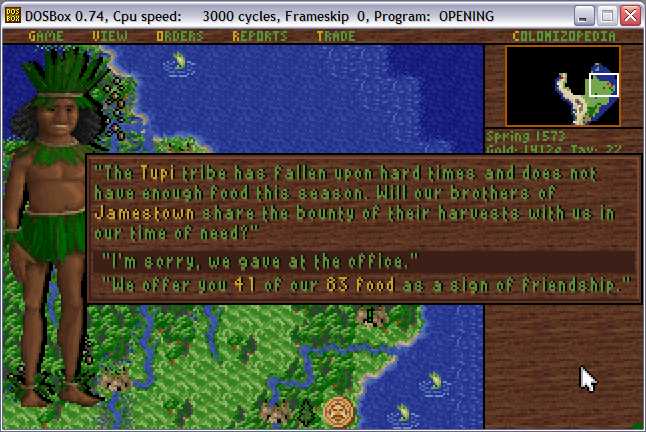 DOSBox 0.74, Cpu speed: 3000 cycles, Frameskip 0, Program: OPENING
GAME VIEW ORDERS REPORTS TRADE COLONIZOPEDIA
Spring 1573
"The Tupi tribe has fallen upon hard times and does not
have enough food this season. Will our brothers of
Jamestown share the bounty of their harvests with us in
our time of need?"
"I'm sorry, we gave at the office."
"We offer you 41 of our 83 food as a sign of friendship."